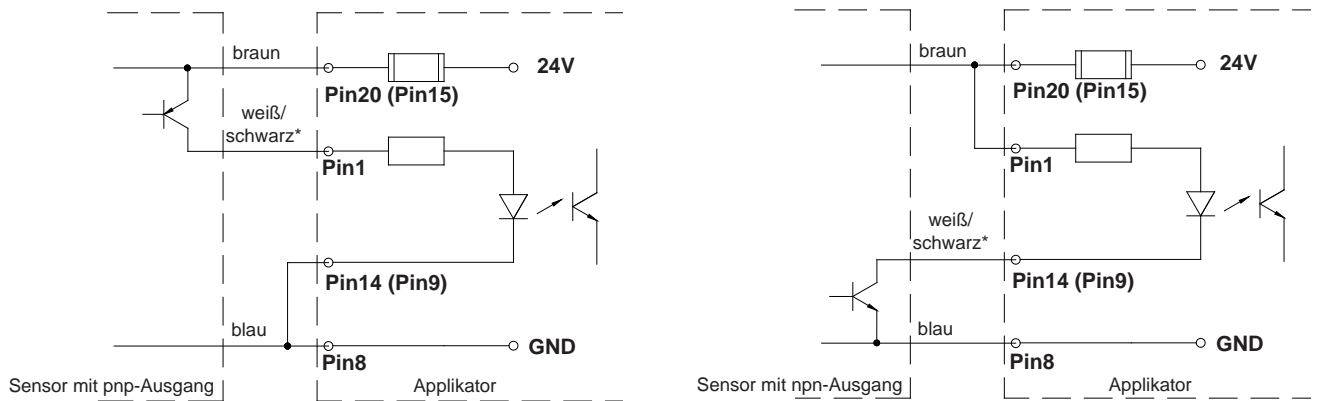 braun
24V
Pin20 (Pin15)
weiß/
schwarz*
Pin1
Pin14 (Pin9)
blau
GND
Pin8
Sensor mit pnp-Ausgang
Applikator
braun
24V
Pin20 (Pin15)
Pin1
weiß/
schwarz*
Pin14 (Pin9)
blau
GND
Pin8
Sensor mit npn-Ausgang
Applikator